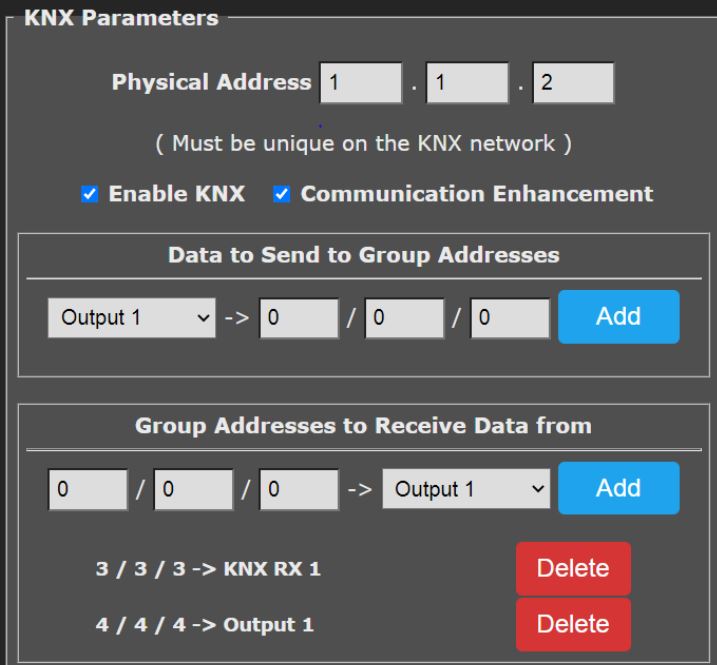 KNX Parameters
Physical Address 1 . 1 . 2
( Must be unique on the KNX network )
Enable KNX Communication Enhancement
Data to Send to Group Addresses
Output 1 -> 0 / 0 / 0 Add
Group Addresses to Receive Data from
0 / 0 / 0 -> Output 1 Add
3 / 3 / 3 -> KNX RX 1 Delete
4 / 4 / 4 -> Output 1 Delete